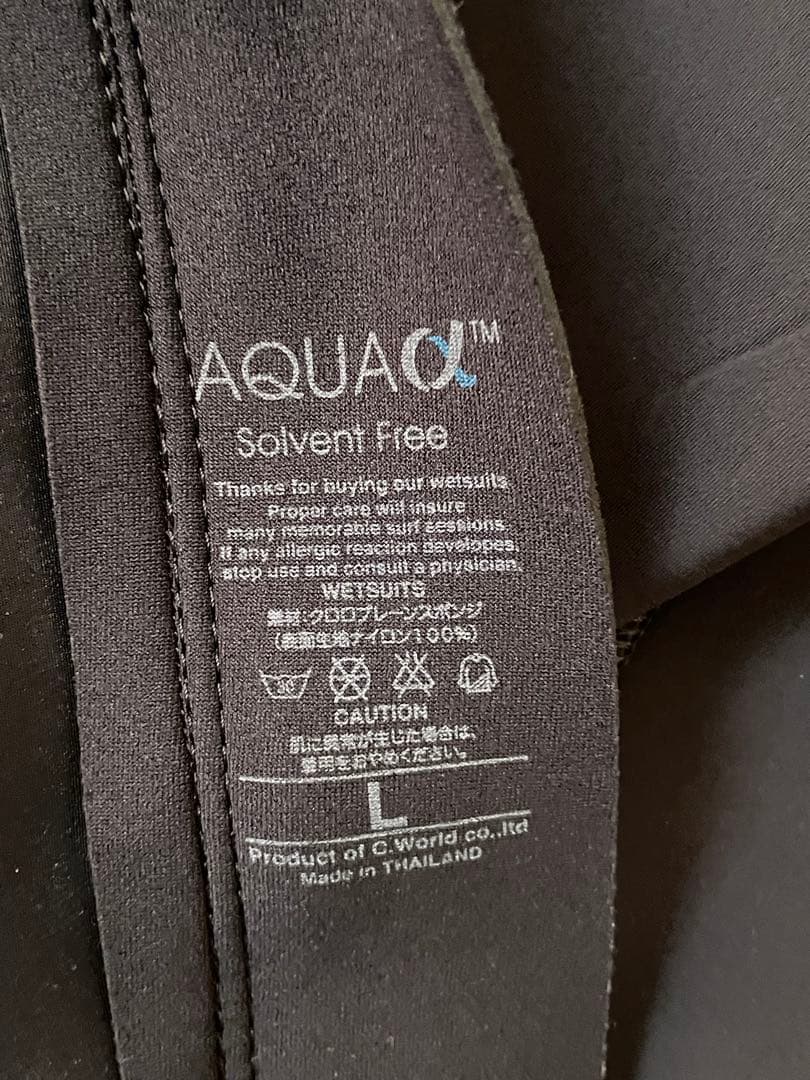 AQUAα™
Solvent Free
Thanks for buying our wetsuits.
Proper care will insure
many memorable surf sessions.
If any allergic reaction developes,
stop use and consult a physician.
WETSUITS
素材:クロロプレーンスポンジ
(表面生地ナイロン100%)
30
CAUTION
肌に異常が生じた場合は、
着用をおやめください。
L
Product of C.World co.,ltd
Made in THAILAND